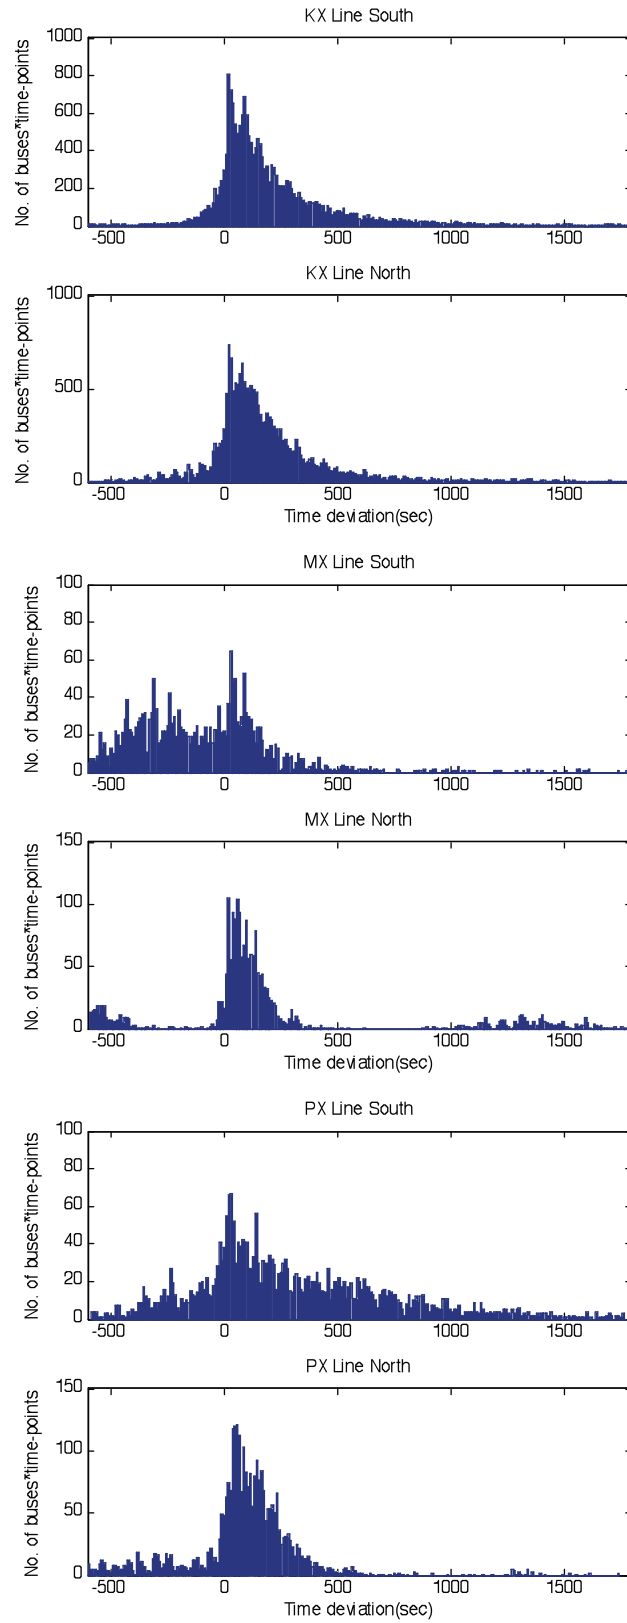 KX Line South
No. of buses*time-points
1000
800
600
400
200
0
-500 0 500 1000 1500
KX Line North
No. of buses*time-points
1000
500
0
-500 0 500 1000 1500
Time deviation(sec)
MX Line South
No. of buses*time-points
100
80
60
40
20
0
-500 0 500 1000 1500
MX Line North
No. of buses*time-points
150
100
50
0
-500 0 500 1000 1500
Time deviation(sec)
PX Line South
No. of buses*time-points
100
80
60
40
20
0
-500 0 500 1000 1500
PX Line North
No. of buses*time-points
150
100
50
0
-500 0 500 1000 1500
Time deviation(sec)